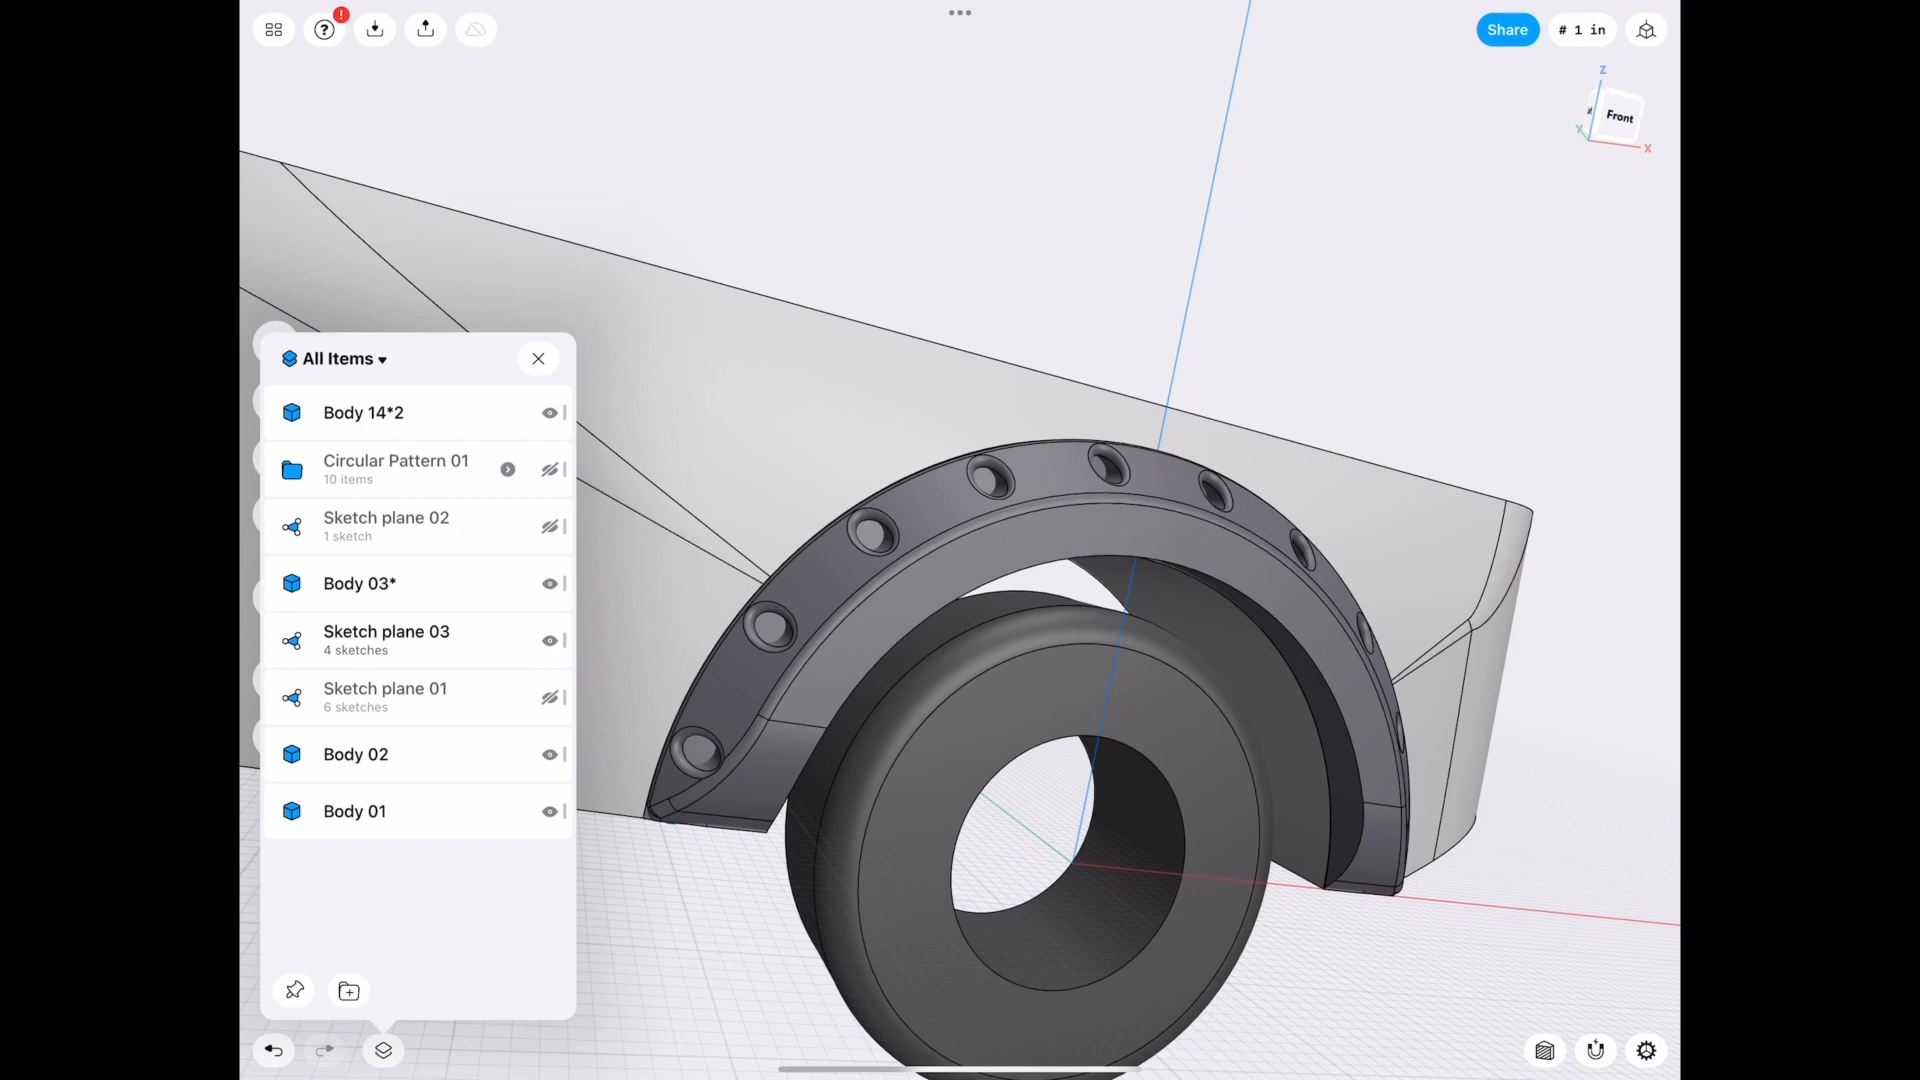 !
Share
# 1 in
Z
Front
Y
X
All Items
Body 14*2
Circular Pattern 01
10 items
Sketch plane 02
1 sketch
Body 03*
Sketch plane 03
4 sketches
Sketch plane 01
6 sketches
Body 02
Body 01